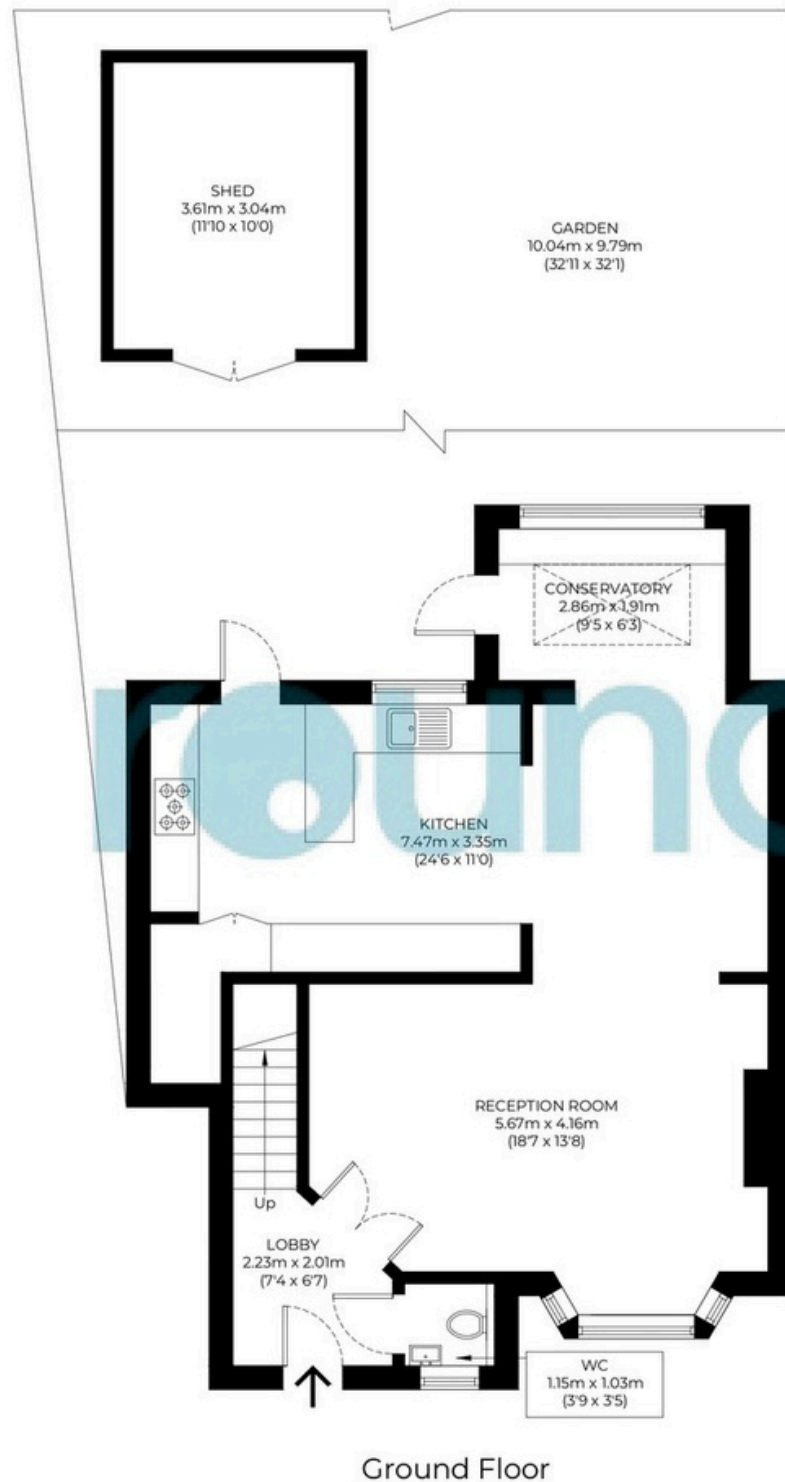 SHED
3.61m x 3.04m
(11'10 x 10'0)
GARDEN
10.04m x 9.79m
(32'11 x 32'1)
CONSERVATORY
2.86m x 1.91m
(9'5 x 6'3)
roun
KITCHEN
7.47m x 3.35m
(24'6 x 11'0)
RECEPTION ROOM
5.67m x 4.16m
(18'7 x 13'8)
Up
LOBBY
2.23m x 2.01m
(7'4 x 6'7)
WC
1.15m x 1.03m
(3'9 x 3'5)
Ground Floor